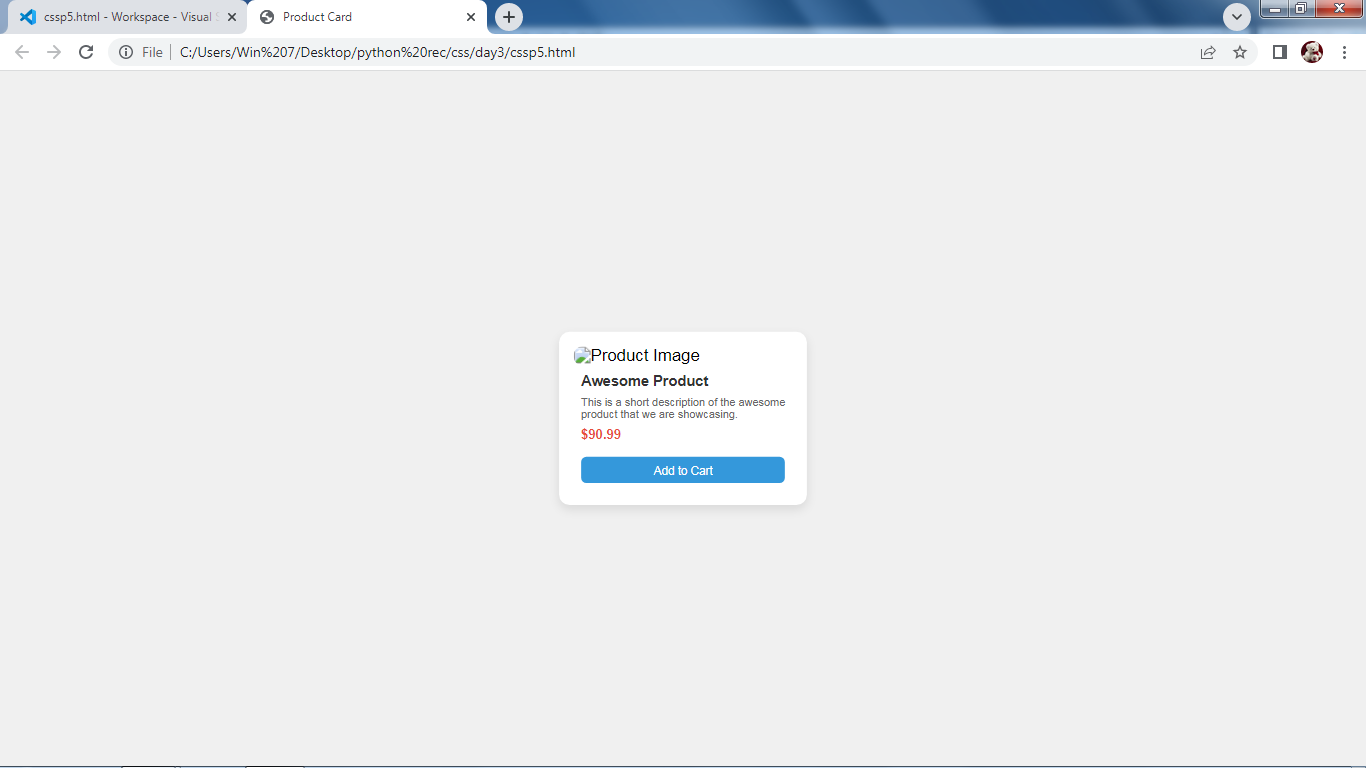 cssp5.html - Workspace - Visual S
Product Card
File
C:/Users/Win%207/Desktop/python%20rec/css/day3/cssp5.html
Product Image
Awesome Product
This is a short description of the awesome
product that we are showcasing.
$90.99
Add to Cart